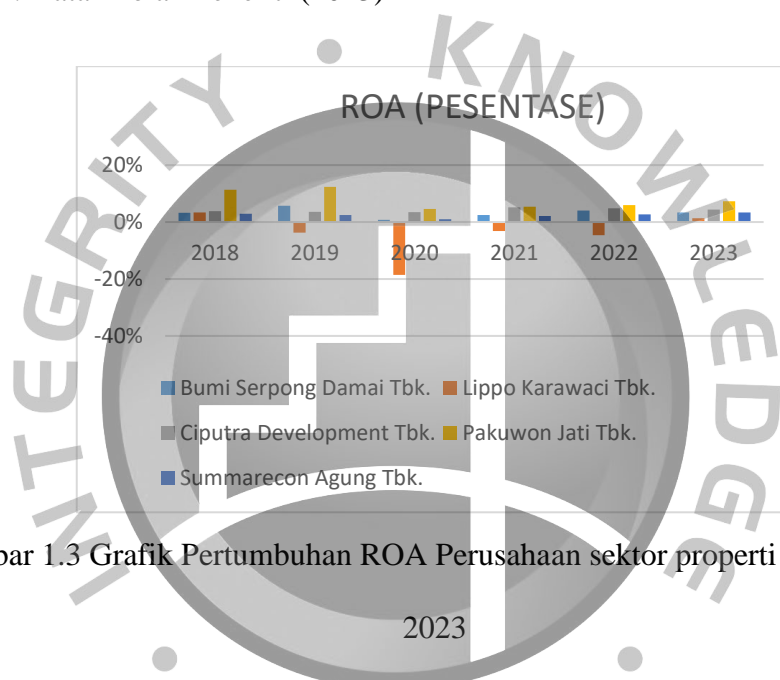 INTEGRITY • KNOWLEDGE •
ROA (PESENTASE)
20%
0%
2018 2019 2020 2021 2022 2023
-20%
-40%
Bumi Serpong Damai Tbk. Lippo Karawaci Tbk.
Ciputra Development Tbk. Pakuwon Jati Tbk.
Summarecon Agung Tbk.
bar 1.3 Grafik Pertumbuhan ROA Perusahaan sektor properti
2023